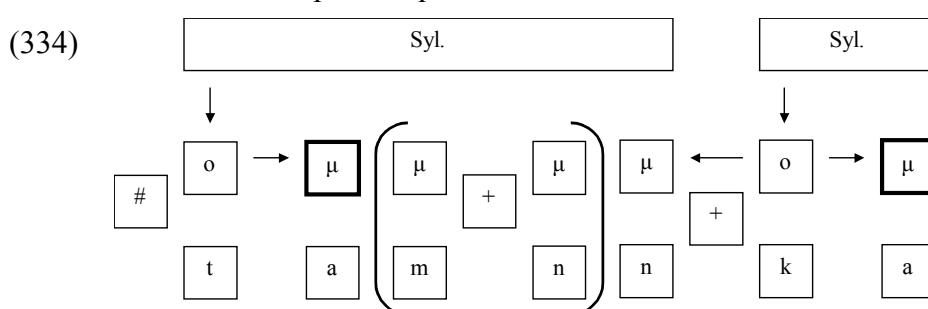 (334)
Syl. Syl.
o µ µ µ µ o µ
# + +
t a m n n k a